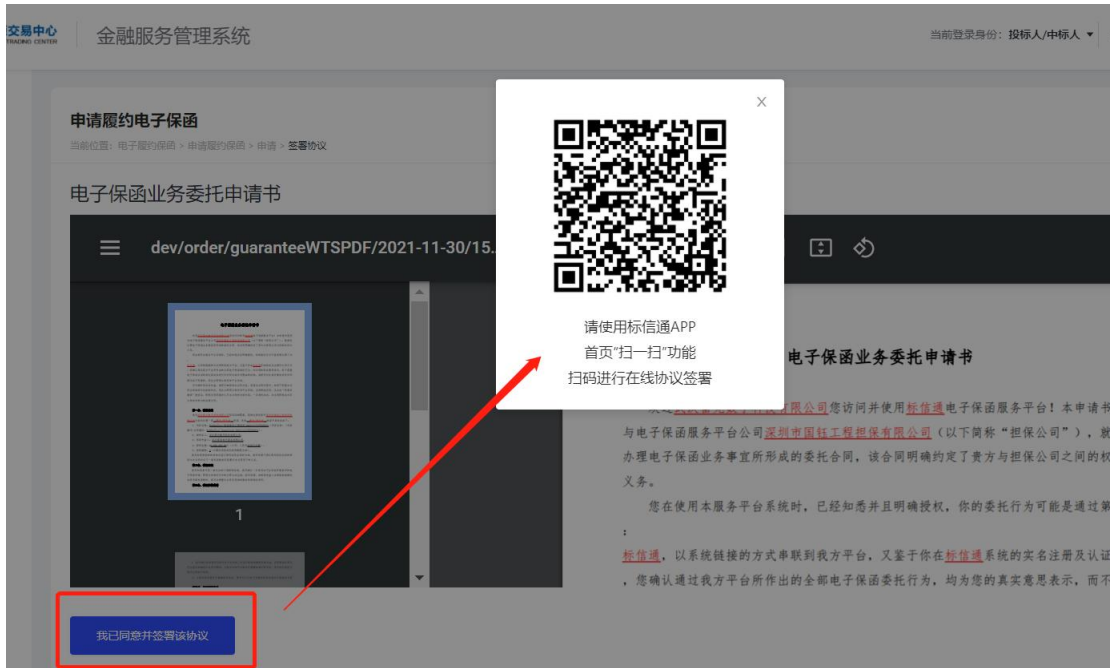 交易中心
TRADING CENTER
金融服务管理系统
当前登录身份：投标人/中标人
申请履约电子保函
当前位置：电子履约保函 > 申请履约保函 > 申请 > 签署协议
电子保函业务委托申请书
dev/order/guaranteeWTSPDF/2021-11-30/15...
X
请使用标信通APP
首页“扫一扫”功能
扫码进行在线协议签署
1
电子保函业务委托申请书
有限公司您访问并使用标信通电子保函服务平台！本申请书
与电子保函服务平台公司深圳市国钰工程担保有限公司（以下简称“担保公司”），就
办理电子保函业务事宜所形成的委托合同，该合同明确约定了贵方与担保公司之间的权
义务。
您在使用本服务平台系统时，已经知悉并且明确授权，你的委托行为可能是通过第
：
标信通，以系统链接的方式串联到我方平台，又鉴于你在标信通系统的实名注册及认证
，您确认通过我方平台所作出的全部电子保函委托行为，均为您的真实意思表示，而不
我已同意并签署该协议